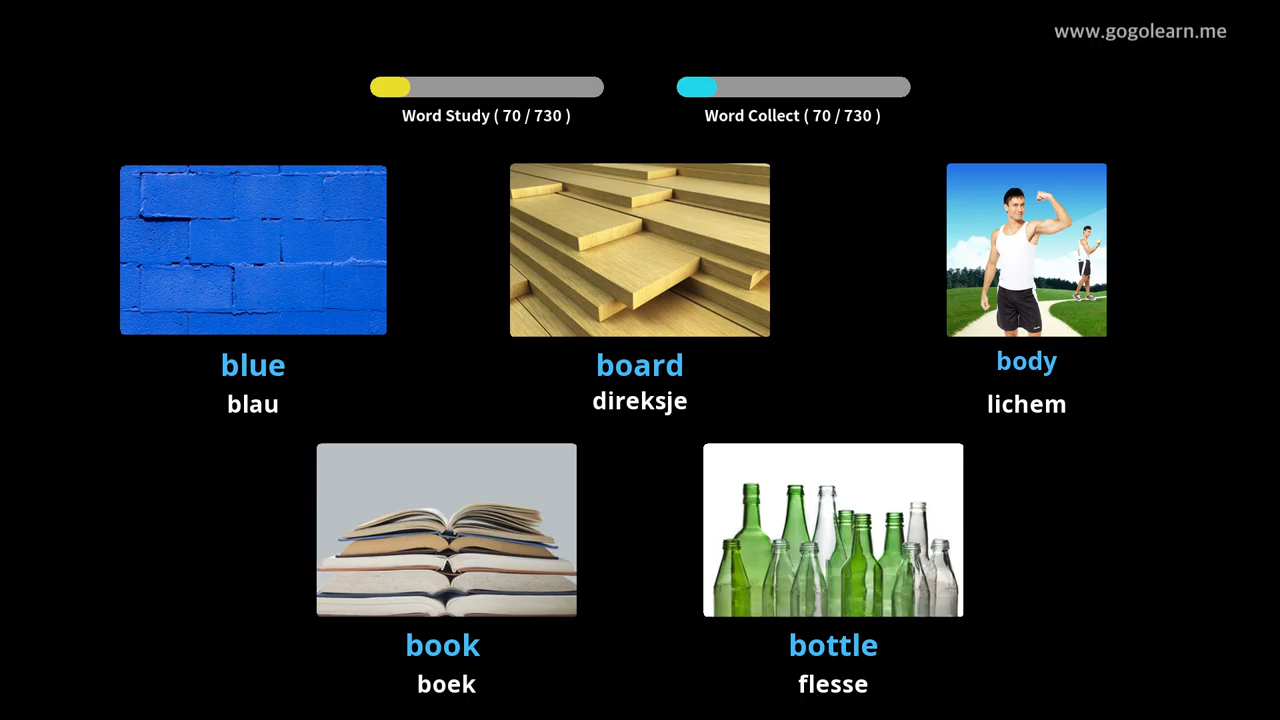 www.gogolearn.me
Word Study ( 70 / 730 )
Word Collect ( 70 / 730 )
blue
blau
board
direksje
body
lichem
book
boek
bottle
flesse